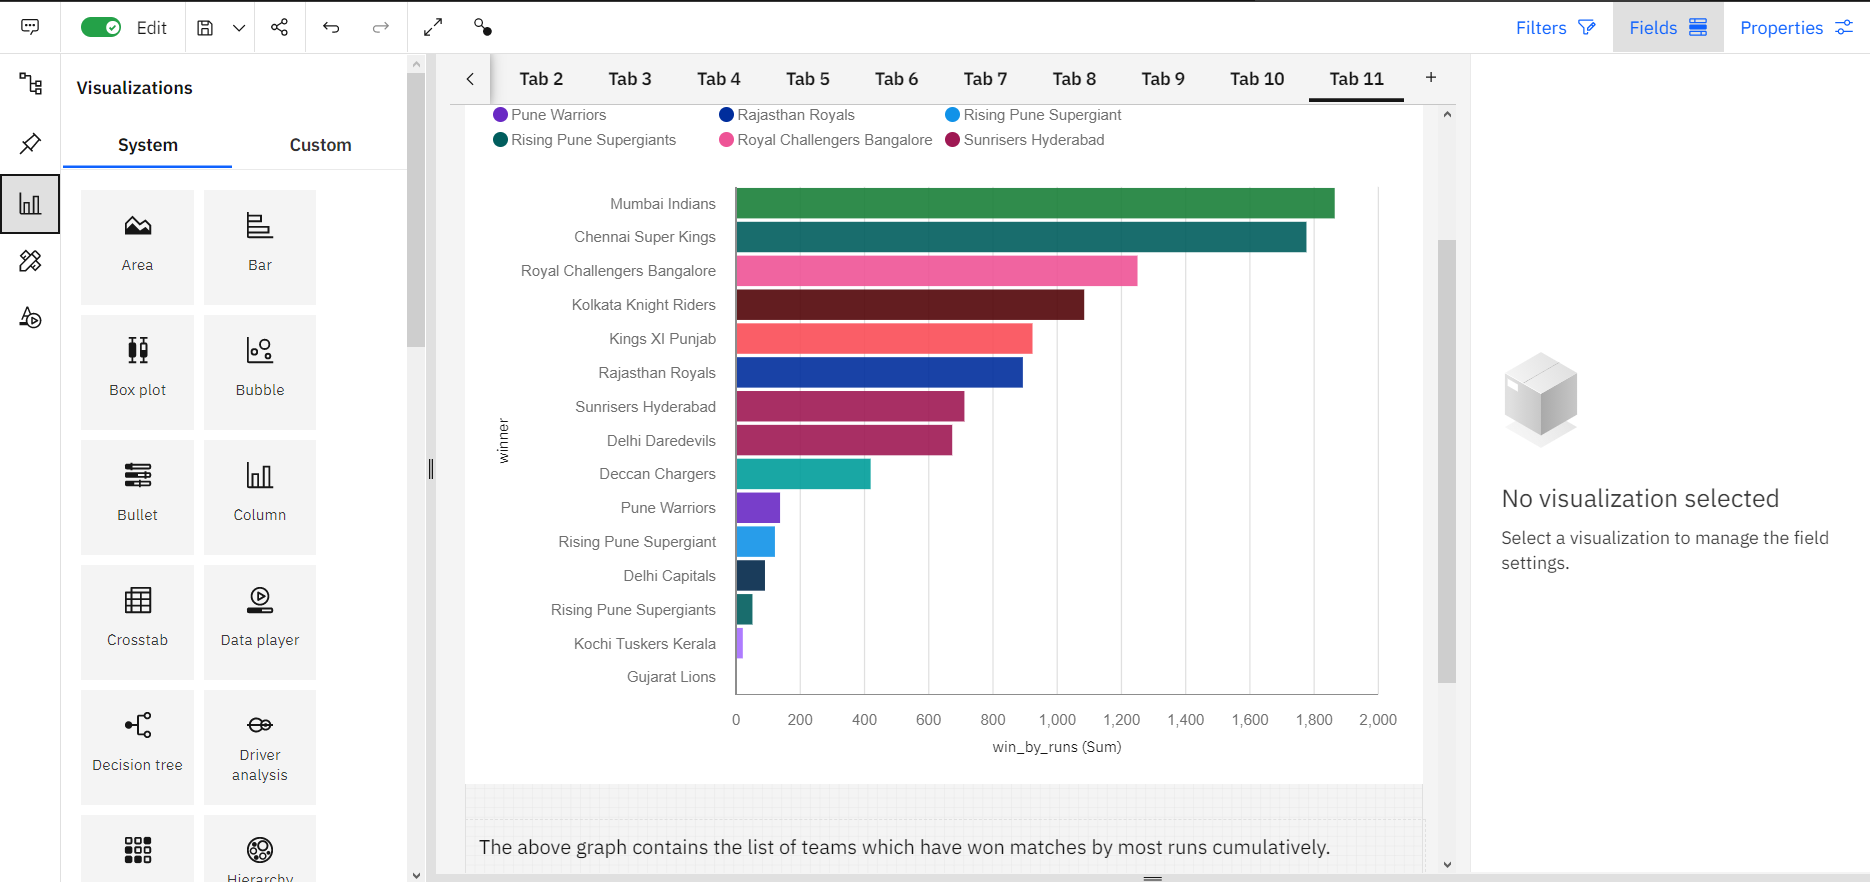 Edit
Filters
Fields
Properties
Visualizations
System
Custom
Area
Bar
Box plot
Bubble
Bullet
Column
Crosstab
Data player
Decision tree
Driver
analysis
Hierarchy
Tab 2
Tab 3
Tab 4
Tab 5
Tab 6
Tab 7
Tab 8
Tab 9
Tab 10
Tab 11
+
Pune Warriors
Rajasthan Royals
Rising Pune Supergiant
Rising Pune Supergiants
Royal Challengers Bangalore
Sunrisers Hyderabad
winner
Mumbai Indians
Chennai Super Kings
Royal Challengers Bangalore
Kolkata Knight Riders
Kings XI Punjab
Rajasthan Royals
Sunrisers Hyderabad
Delhi Daredevils
Deccan Chargers
Pune Warriors
Rising Pune Supergiant
Delhi Capitals
Rising Pune Supergiants
Kochi Tuskers Kerala
Gujarat Lions
0 200 400 600 800 1,000 1,200 1,400 1,600 1,800 2,000
win_by_runs (Sum)
The above graph contains the list of teams which have won matches by most runs cumulatively.
No visualization selected
Select a visualization to manage the field
settings.